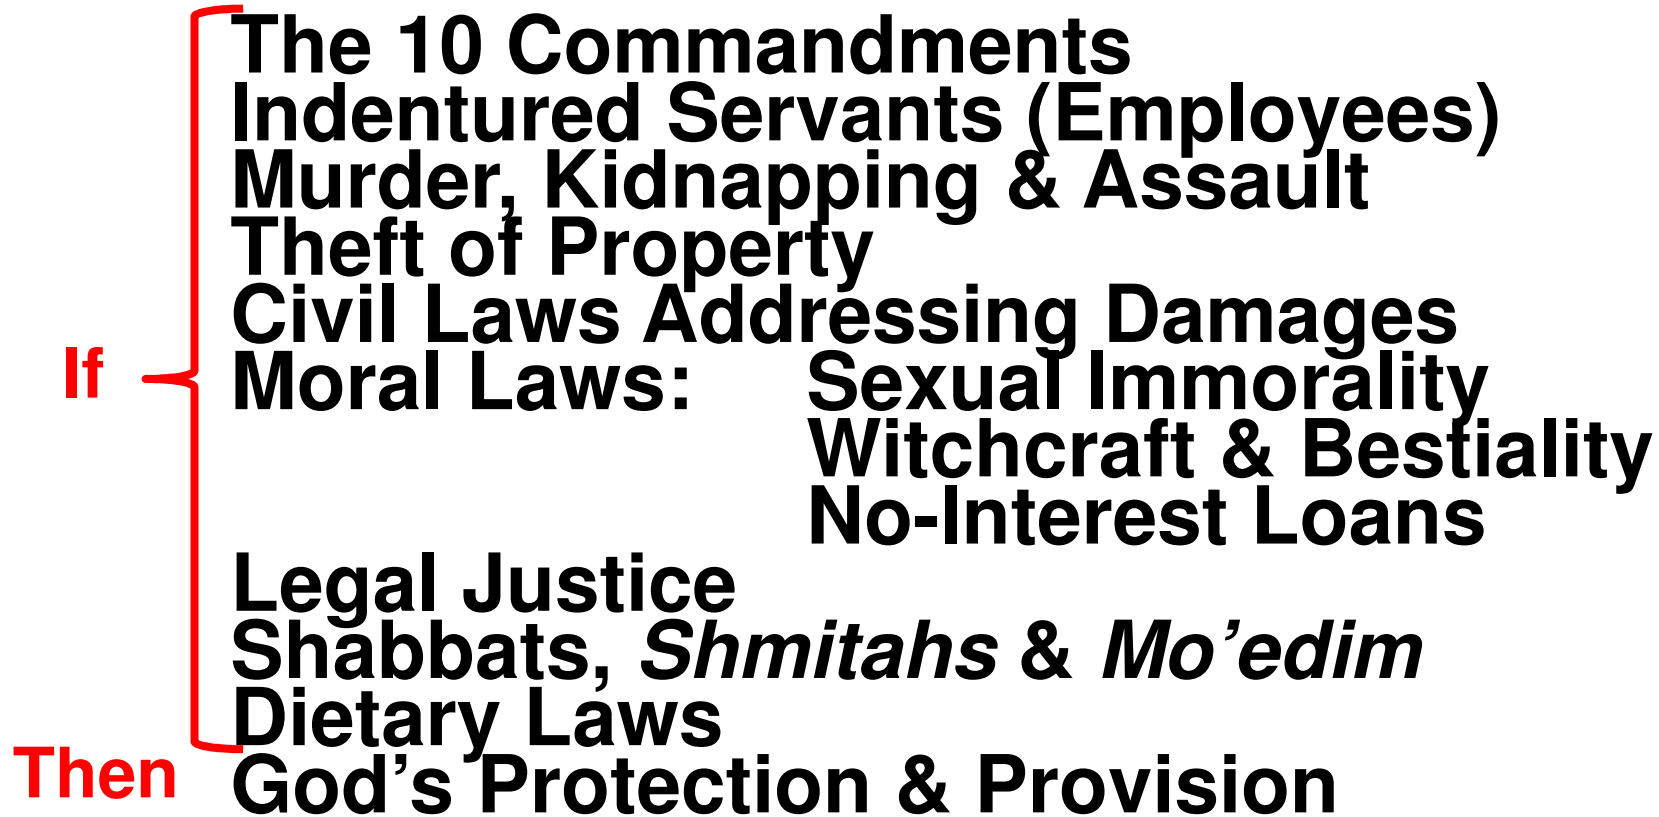 The 10 Commandments
Indentured Servants (Employees)
Murder, Kidnapping & Assault
Theft of Property
Civil Laws Addressing Damages
If Moral Laws: Sexual Immorality
Witchcraft & Bestiality
No-Interest Loans
Legal Justice
Shabbats, Shmitahs & Mo’edim
Dietary Laws
Then God’s Protection & Provision